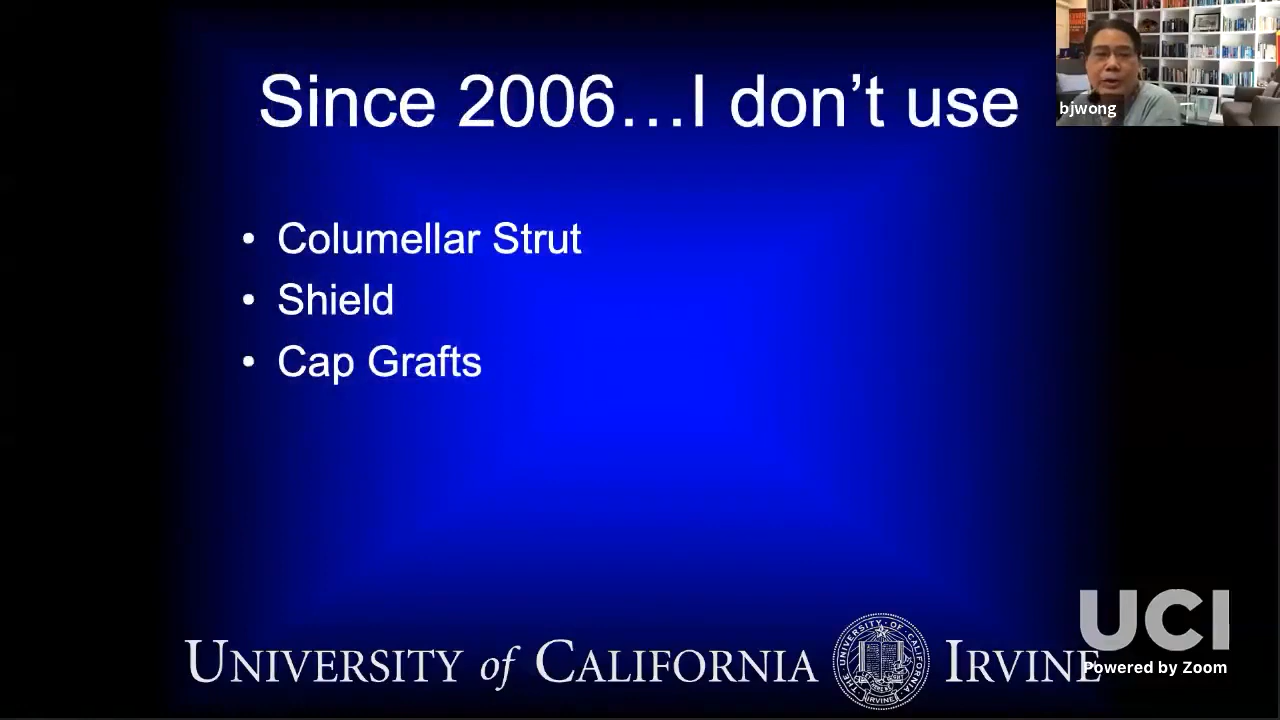 Since 2006…I don’t use
bjwong
• Columellar Strut
• Shield
• Cap Grafts
UNIVERSITY of CALIFORNIA IRVINE
UCI
Powered by Zoom